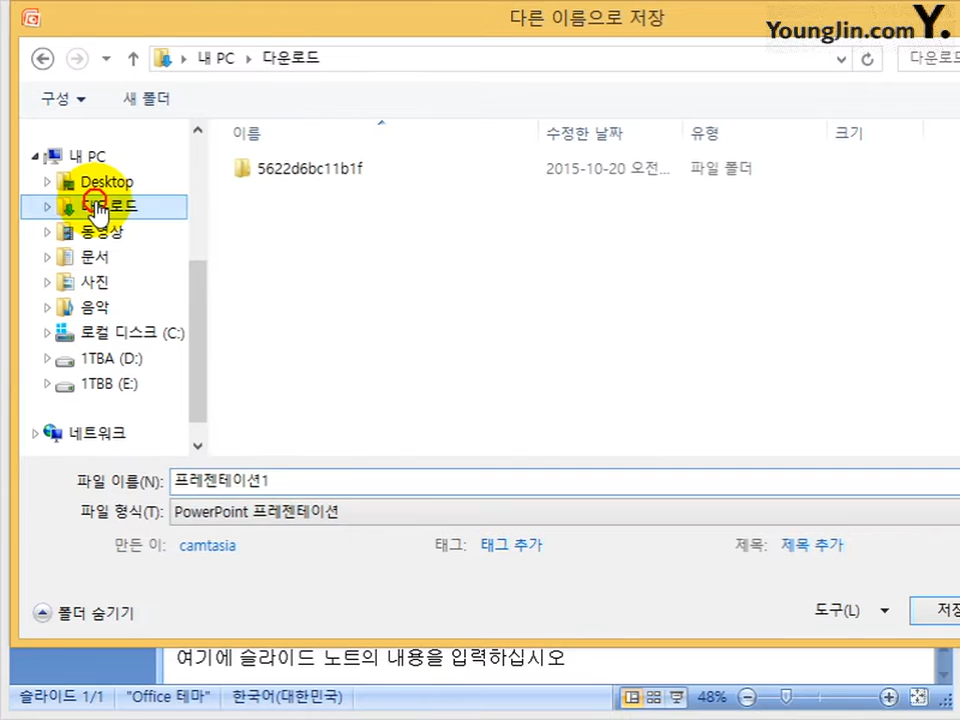 다른 이름으로 저장
YoungJin.com Y.
내 PC 다운로드
다운로드
구성 새 폴더
이름 수정한 날짜 유형 크기
5622d6bc11b1f 2015-10-20 오전... 파일 폴더
내 PC
Desktop
다운로드
동영상
문서
사진
음악
로컬 디스크 (C:)
1TBA (D:)
1TBB (E:)
네트워크
파일 이름(N): 프레젠테이션1
파일 형식(T): PowerPoint 프레젠테이션
만든 이: camtasia 태그: 태그 추가 제목: 제목 추가
폴더 숨기기 도구(L) 저장
여기에 슬라이드 노트의 내용을 입력하십시오
슬라이드 1/1 "Office 테마" 한국어(대한민국) 48%